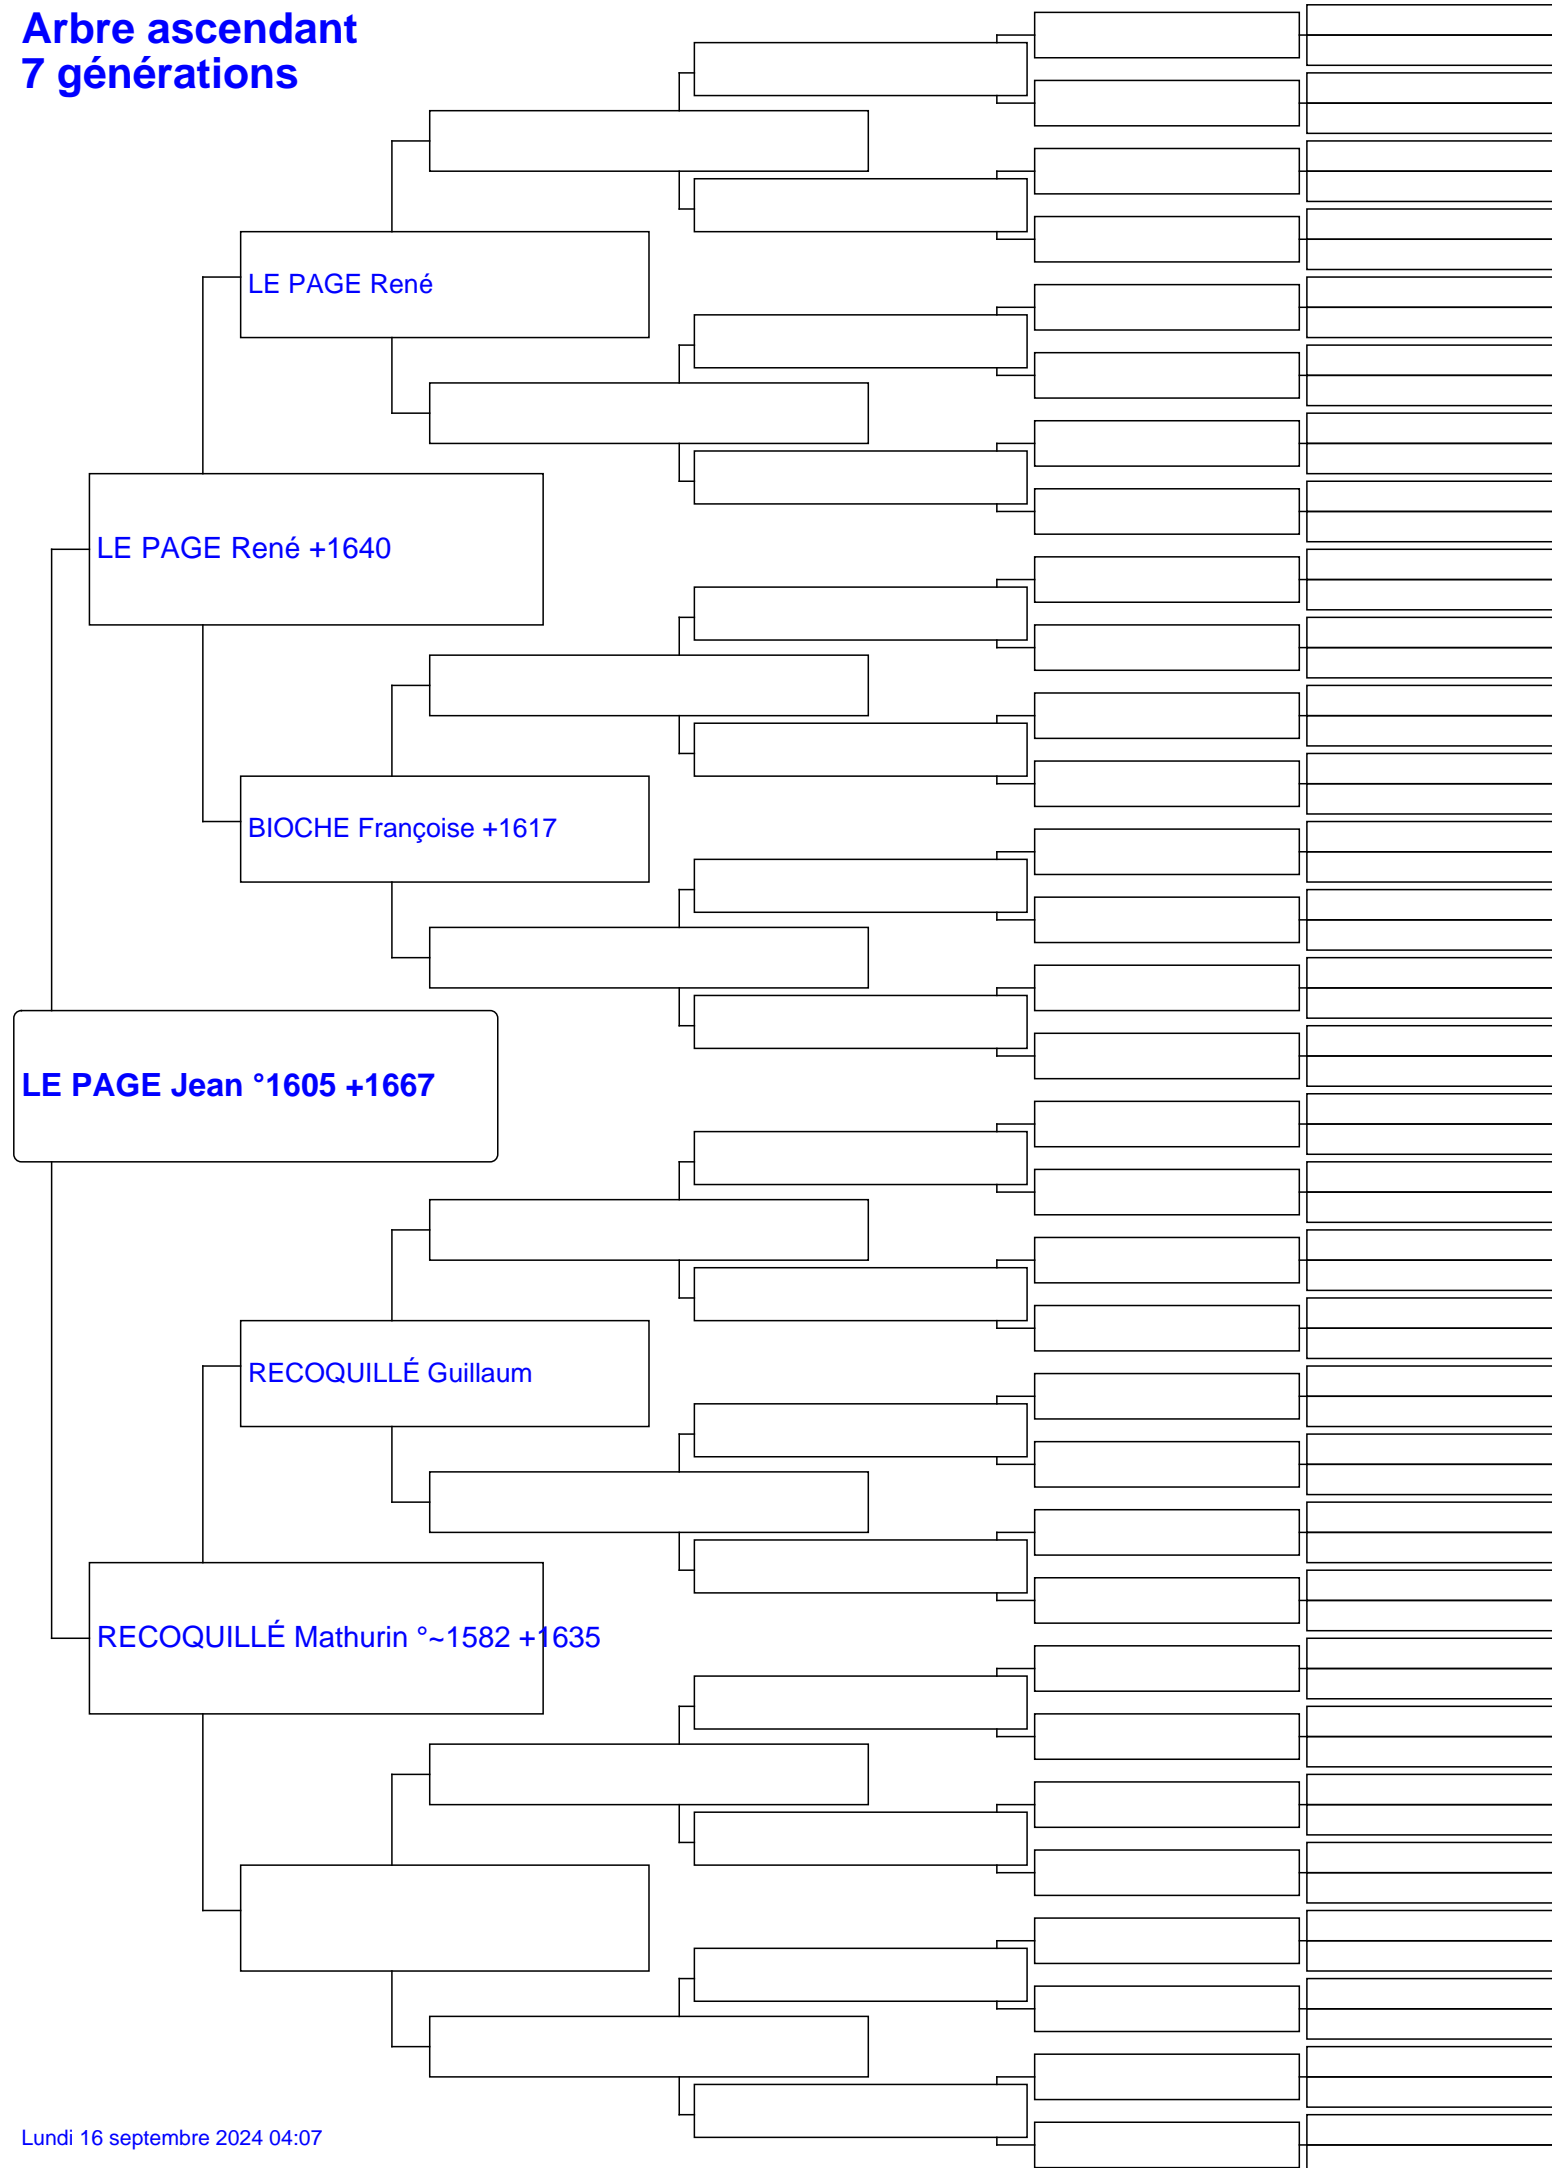 Arbre ascendant
7 générations
LE PAGE René
LE PAGE René +1640
BIOCHE Françoise +1617
LE PAGE Jean °1605 +1667
RECOQUILLÉ Guillaum
RECOQUILLÉ Mathurin °~1582 +1635
Lundi 16 septembre 2024 04:07